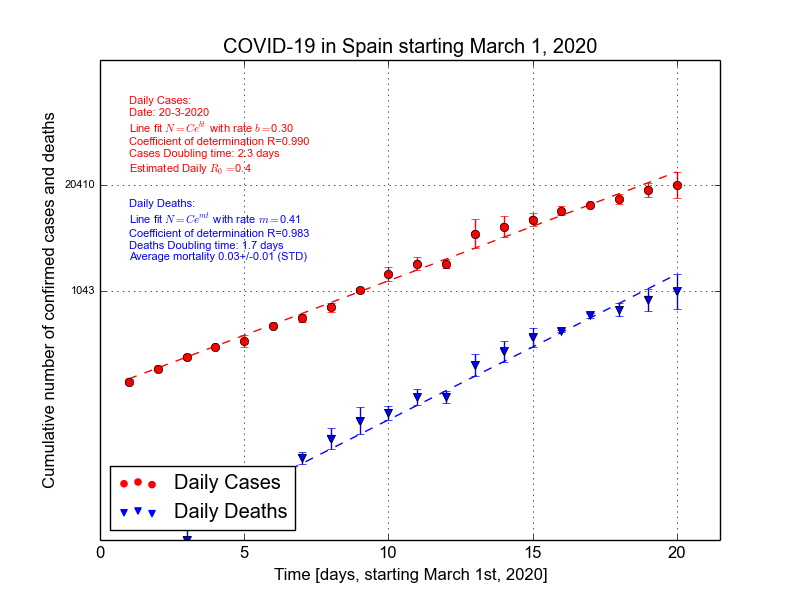 COVID-19 in Spain starting March 1, 2020
Daily Cases:
Date: 20-3-2020
Line fit N = Ce^{bt} with rate b = 0.30
Coefficient of determination R=0.990
Cases Doubling time: 2.3 days
Estimated Daily R_0 = 0.4
Daily Deaths:
Line fit N = Ce^{mt} with rate m = 0.41
Coefficient of determination R=0.983
Deaths Doubling time: 1.7 days
Average mortality 0.03+/-0.01 (STD)
Cumulative number of confirmed cases and deaths
20410
1043
Daily Cases
Daily Deaths
0 5 10 15 20
Time [days, starting March 1st, 2020]